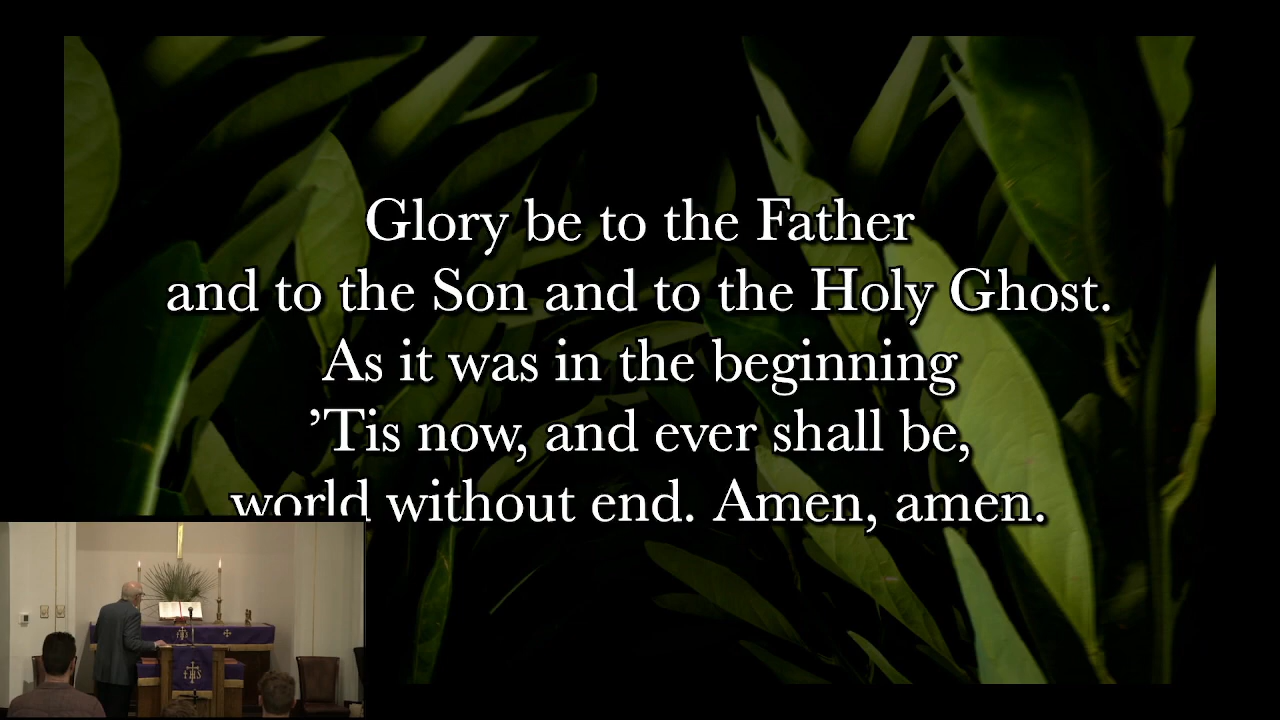 Glory be to the Father
and to the Son and to the Holy Ghost.
As it was in the beginning
’Tis now, and ever shall be,
world without end. Amen, amen.
IHS